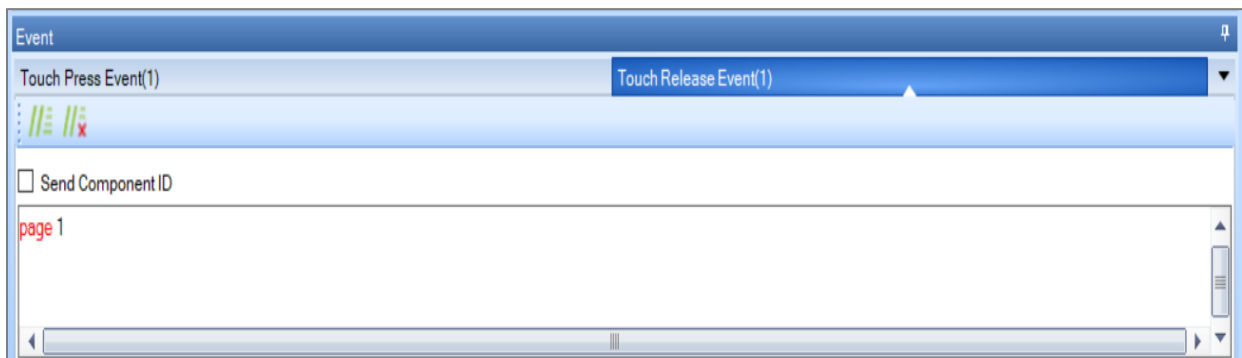 Event
Touch Press Event(1)
Touch Release Event(1)
Send Component ID
page 1